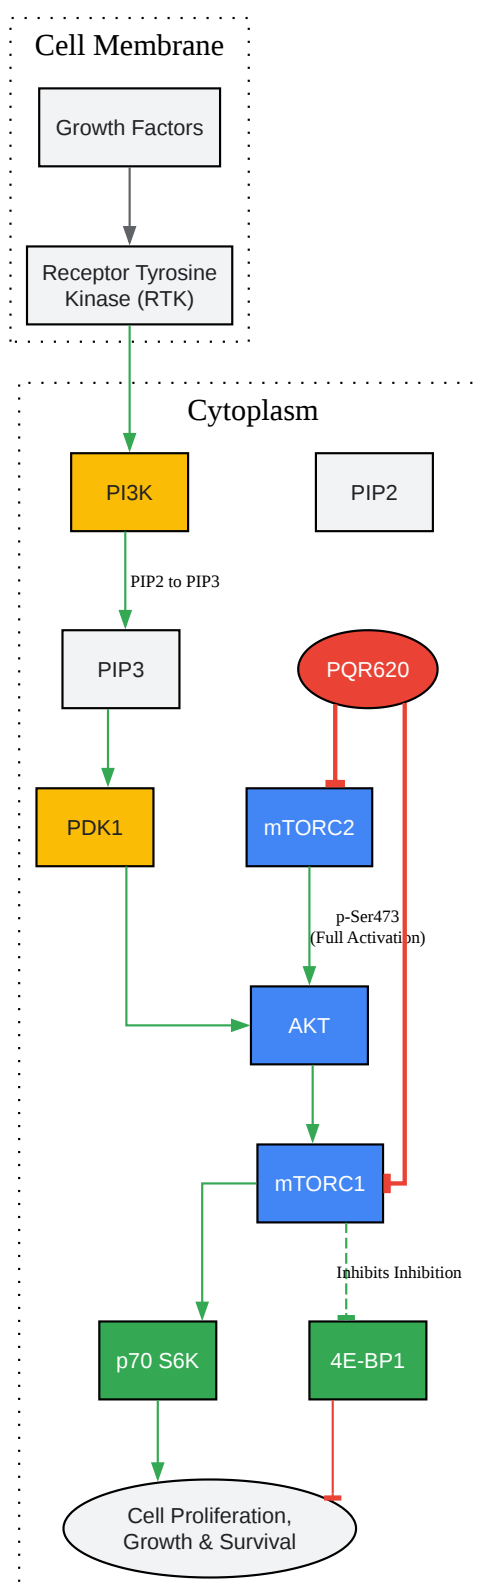 Cell Membrane
Growth Factors
Receptor Tyrosine
Kinase (RTK)
Cytoplasm
PI3K
PIP2
PIP2 to PIP3
PIP3
PQR620
PDK1
mTORC2
p-Ser473
(Full Activation)
AKT
mTORC1
Inhibits Inhibition
p70 S6K
4E-BP1
Cell Proliferation,
Growth & Survival